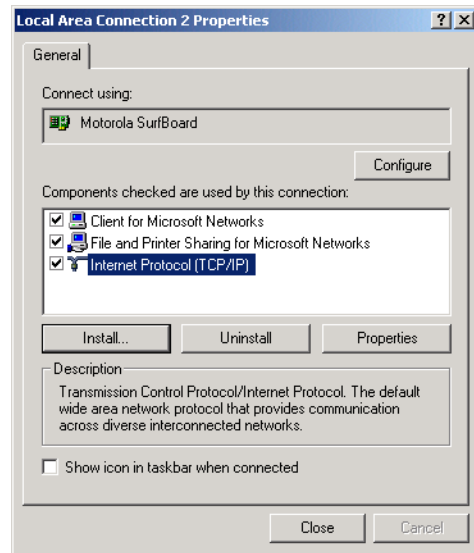 Local Area Connection 2 Properties
General
Connect using:
Motorola SurfBoard
Configure
Components checked are used by this connection:
Client for Microsoft Networks
File and Printer Sharing for Microsoft Networks
Internet Protocol (TCP/IP)
Install... Uninstall Properties
Description
Transmission Control Protocol/Internet Protocol. The default
wide area network protocol that provides communication
across diverse interconnected networks.
Show icon in taskbar when connected
Close Cancel